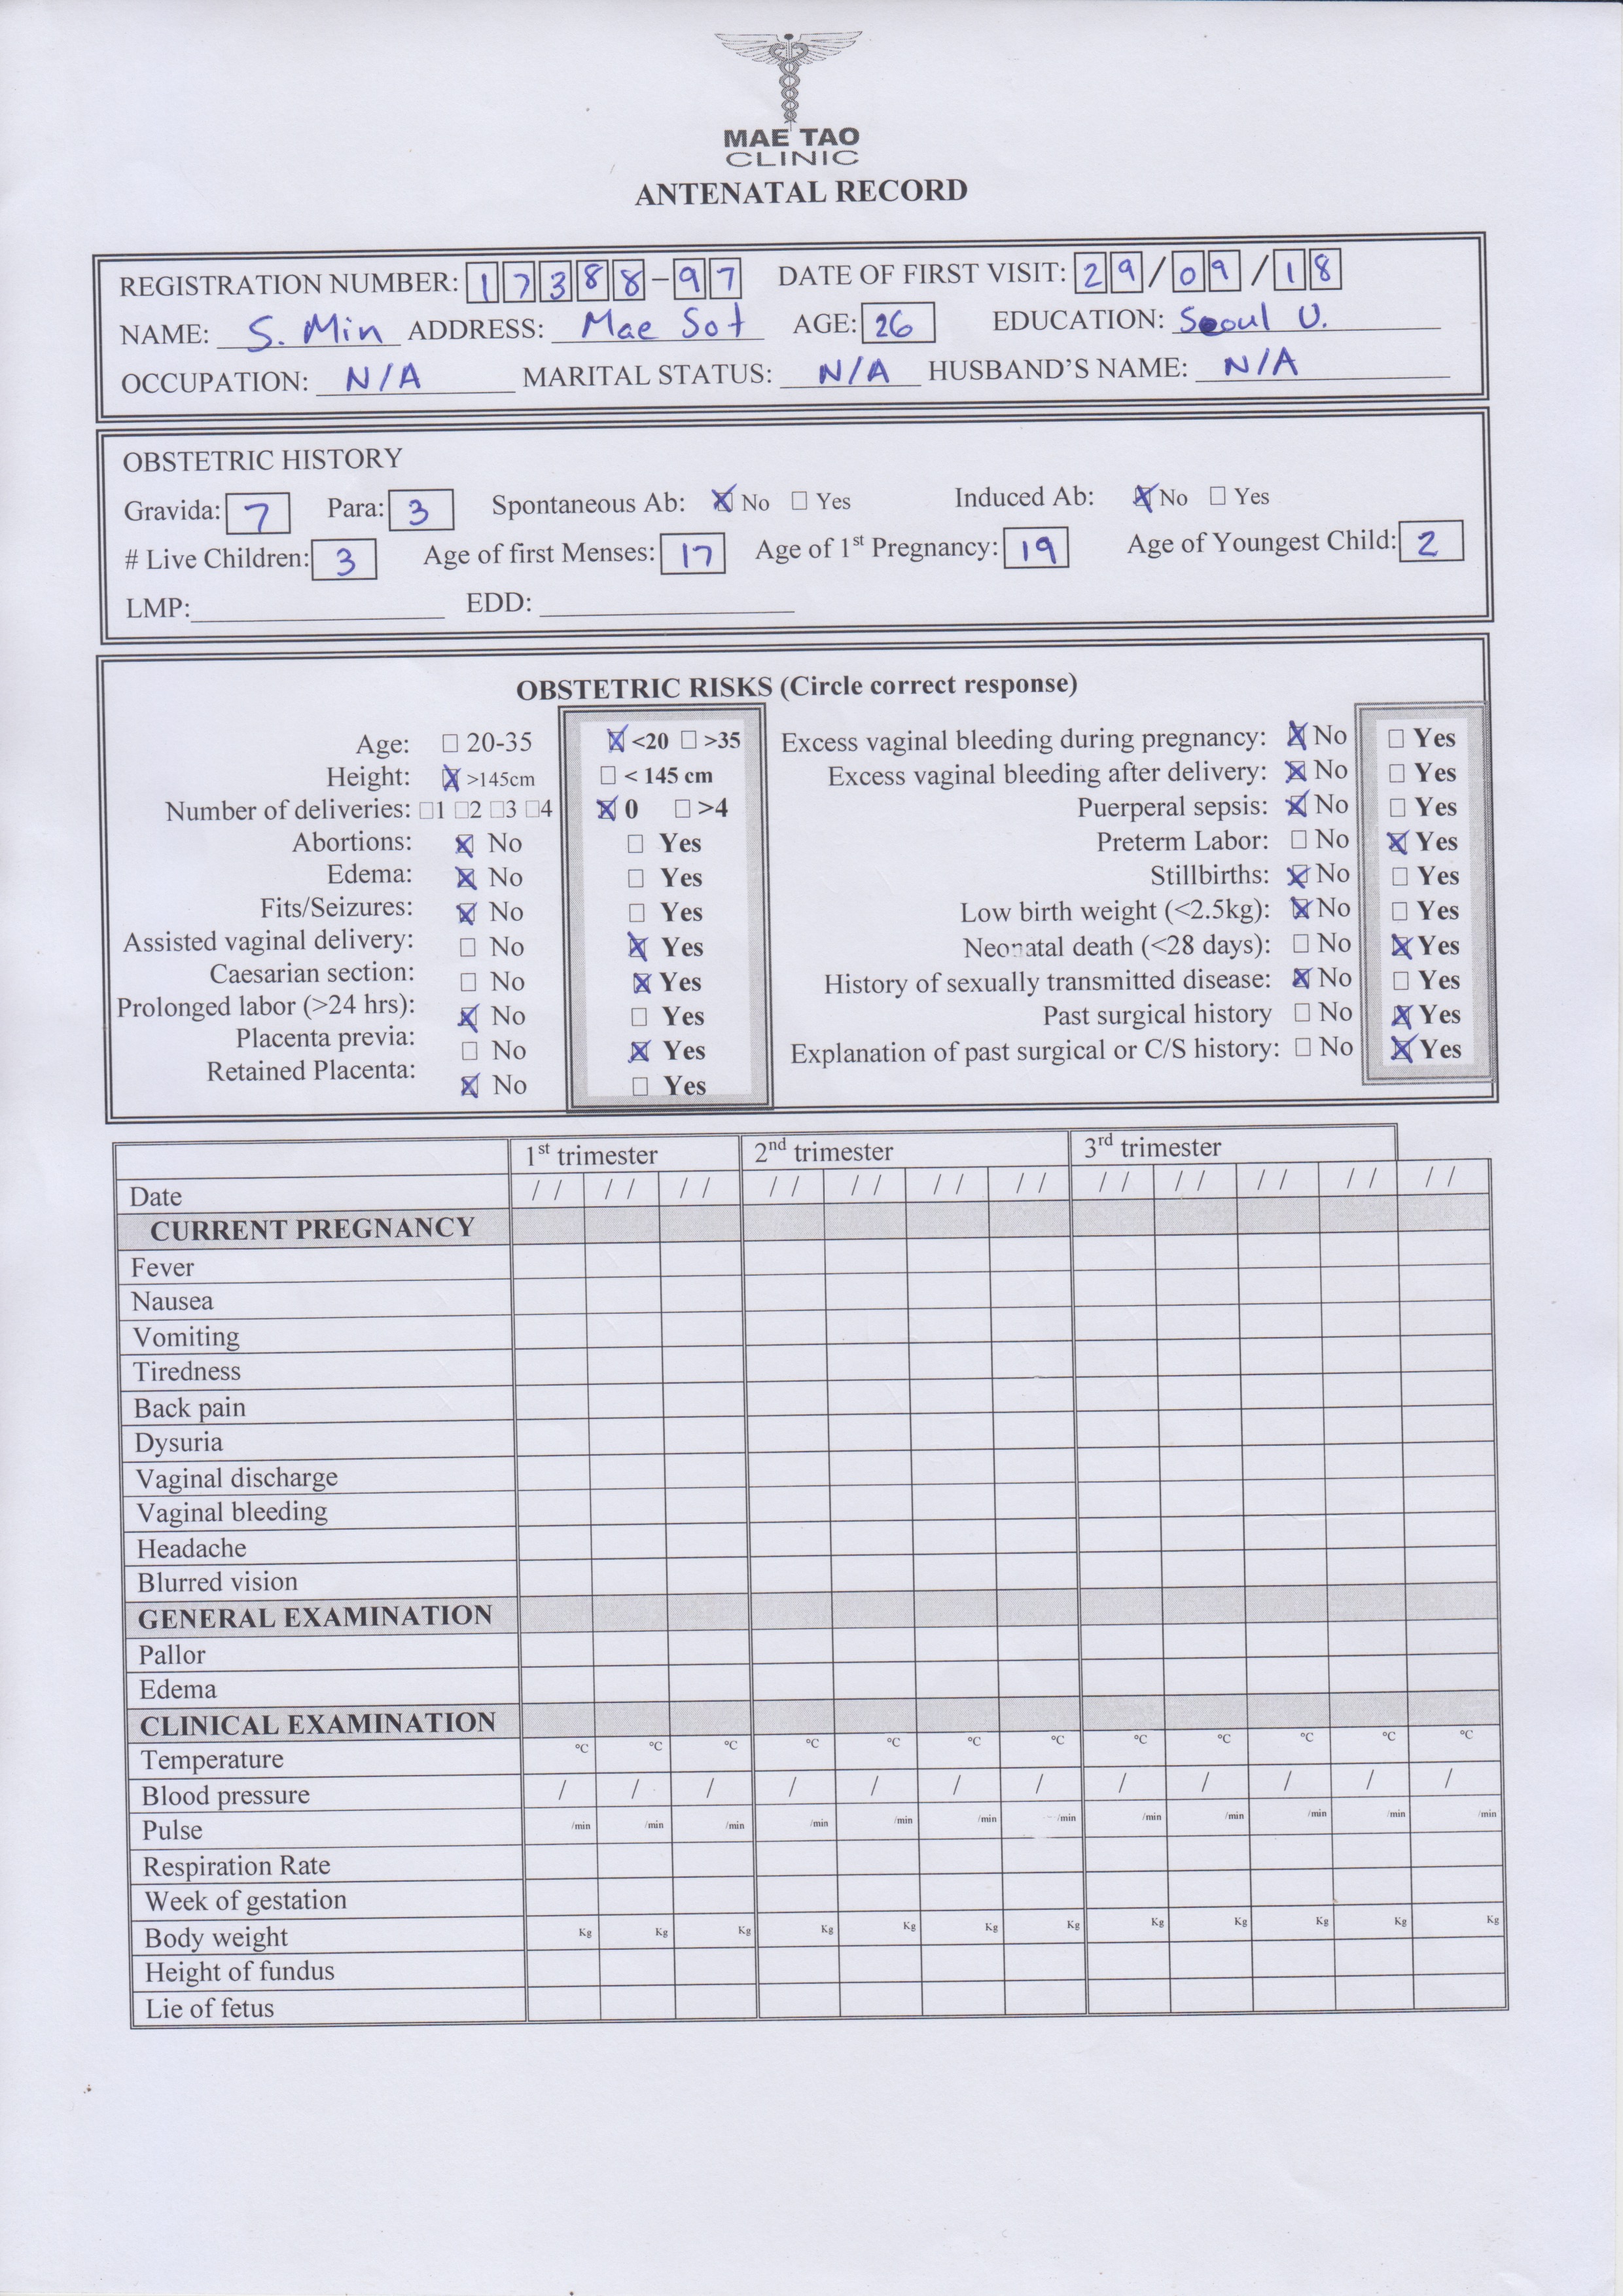 MAE TAO
CLINIC
ANTENATAL RECORD
REGISTRATION NUMBER: 17388-97 DATE OF FIRST VISIT: 29/09/18
NAME: S. Min ADDRESS: Mae Sot AGE: 26 EDUCATION: Seoul U.
OCCUPATION: N/A MARITAL STATUS: N/A HUSBAND'S NAME: N/A
OBSTETRIC HISTORY
Gravida: 7 Para: 3 Spontaneous Ab: ☒ No ☐ Yes Induced Ab: ☒ No ☐ Yes
# Live Children: 3 Age of first Menses: 17 Age of 1st Pregnancy: 19 Age of Youngest Child: 2
LMP: EDD:
OBSTETRIC RISKS (Circle correct response)
Age: ☐ 20-35 ☒ <20 ☐ >35 Excess vaginal bleeding during pregnancy: ☒ No ☐ Yes
Height: ☒ >145cm ☐ < 145 cm Excess vaginal bleeding after delivery: ☒ No ☐ Yes
Number of deliveries: ☐1 ☐2 ☐3 ☐4 ☒ 0 ☐ >4 Puerperal sepsis: ☒ No ☐ Yes
Abortions: ☒ No ☐ Yes Preterm Labor: ☐ No ☒ Yes
Edema: ☒ No ☐ Yes Stillbirths: ☒ No ☐ Yes
Fits/Seizures: ☒ No ☐ Yes Low birth weight (<2.5kg): ☒ No ☐ Yes
Assisted vaginal delivery: ☐ No ☒ Yes Neonatal death (<28 days): ☐ No ☒ Yes
Caesarian section: ☐ No ☒ Yes History of sexually transmitted disease: ☒ No ☐ Yes
Prolonged labor (>24 hrs): ☒ No ☐ Yes Past surgical history ☐ No ☒ Yes
Placenta previa: ☐ No ☒ Yes Explanation of past surgical or C/S history: ☐ No ☒ Yes
Retained Placenta: ☒ No ☐ Yes
1st trimester 2nd trimester 3rd trimester
Date / / / / / / / / / / / / / / / / / / / / / / / /
CURRENT PREGNANCY
Fever
Nausea
Vomiting
Tiredness
Back pain
Dysuria
Vaginal discharge
Vaginal bleeding
Headache
Blurred vision
GENERAL EXAMINATION
Pallor
Edema
CLINICAL EXAMINATION
Temperature °C °C °C °C °C °C °C °C °C °C °C °C
Blood pressure / / / / / / / / / / / /
Pulse /min /min /min /min /min /min /min /min /min /min /min /min
Respiration Rate
Week of gestation
Body weight Kg Kg Kg Kg Kg Kg Kg Kg Kg Kg Kg Kg
Height of fundus
Lie of fetus